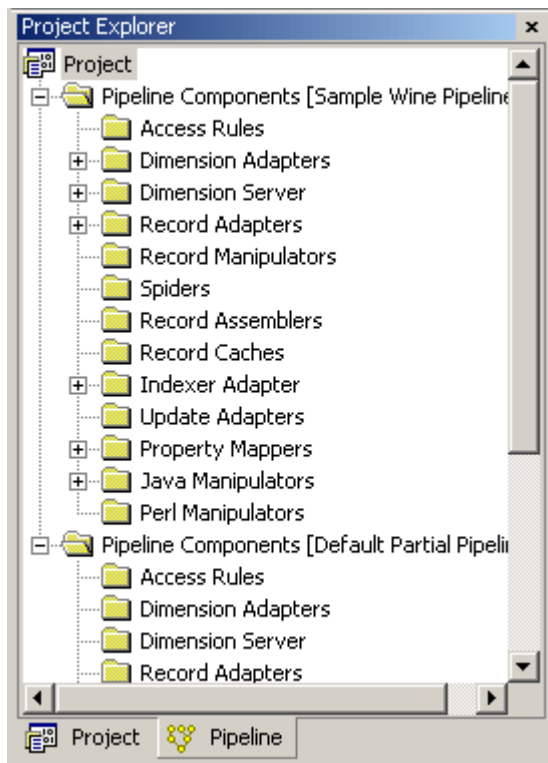 Project Explorer
Project
Pipeline Components [Sample Wine Pipeline
Access Rules
Dimension Adapters
Dimension Server
Record Adapters
Record Manipulators
Spiders
Record Assemblers
Record Caches
Indexer Adapter
Update Adapters
Property Mappers
Java Manipulators
Perl Manipulators
Pipeline Components [Default Partial Pipelin
Access Rules
Dimension Adapters
Dimension Server
Record Adapters
Project Pipeline